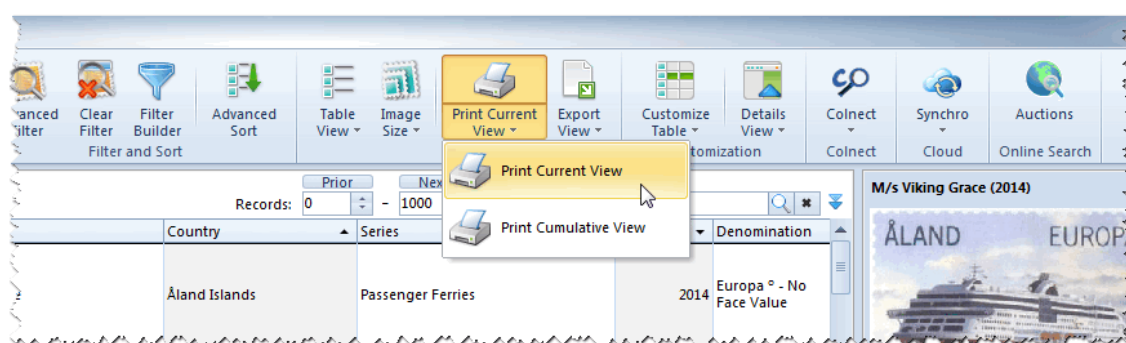 Clear
Filter
Filter
Builder
Advanced
Sort
Table
View
Image
Size
Print Current
View
Export
View
Customize
Table
Details
View
Colnect
Synchro
Auctions
Filter and Sort
Colnect
Cloud
Online Search
Print Current View
Print Cumulative View
Prior
Records: 0 - 1000
M/s Viking Grace (2014)
Country Series Denomination
ÅLAND EUROP
Åland Islands Passenger Ferries 2014 Europa º - No
Face Value